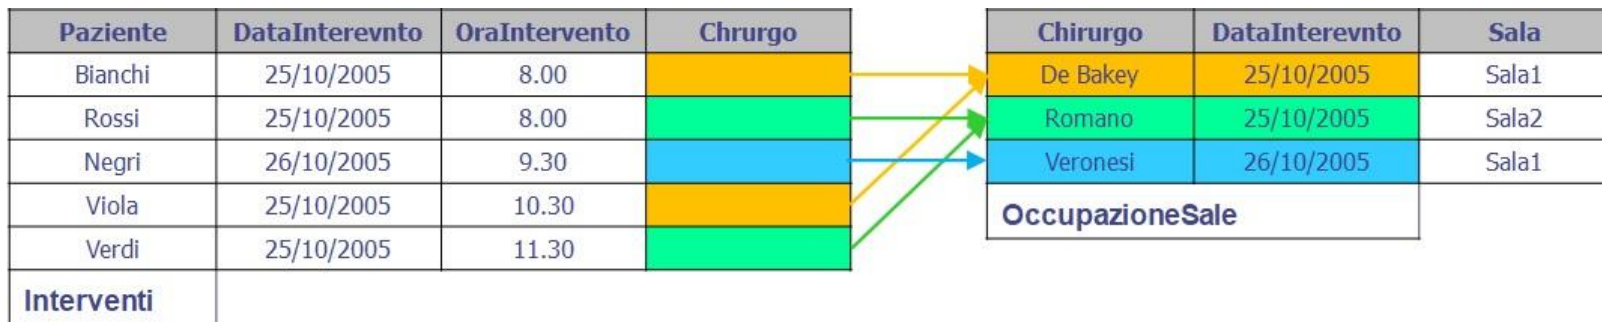 Paziente DataInterevnto OraIntervento Chrurgo
Bianchi 25/10/2005 8.00
Rossi 25/10/2005 8.00
Negri 26/10/2005 9.30
Viola 25/10/2005 10.30
Verdi 25/10/2005 11.30
Interventi
Chirurgo DataInterevnto Sala
De Bakey 25/10/2005 Sala1
Romano 25/10/2005 Sala2
Veronesi 26/10/2005 Sala1
OccupazioneSale